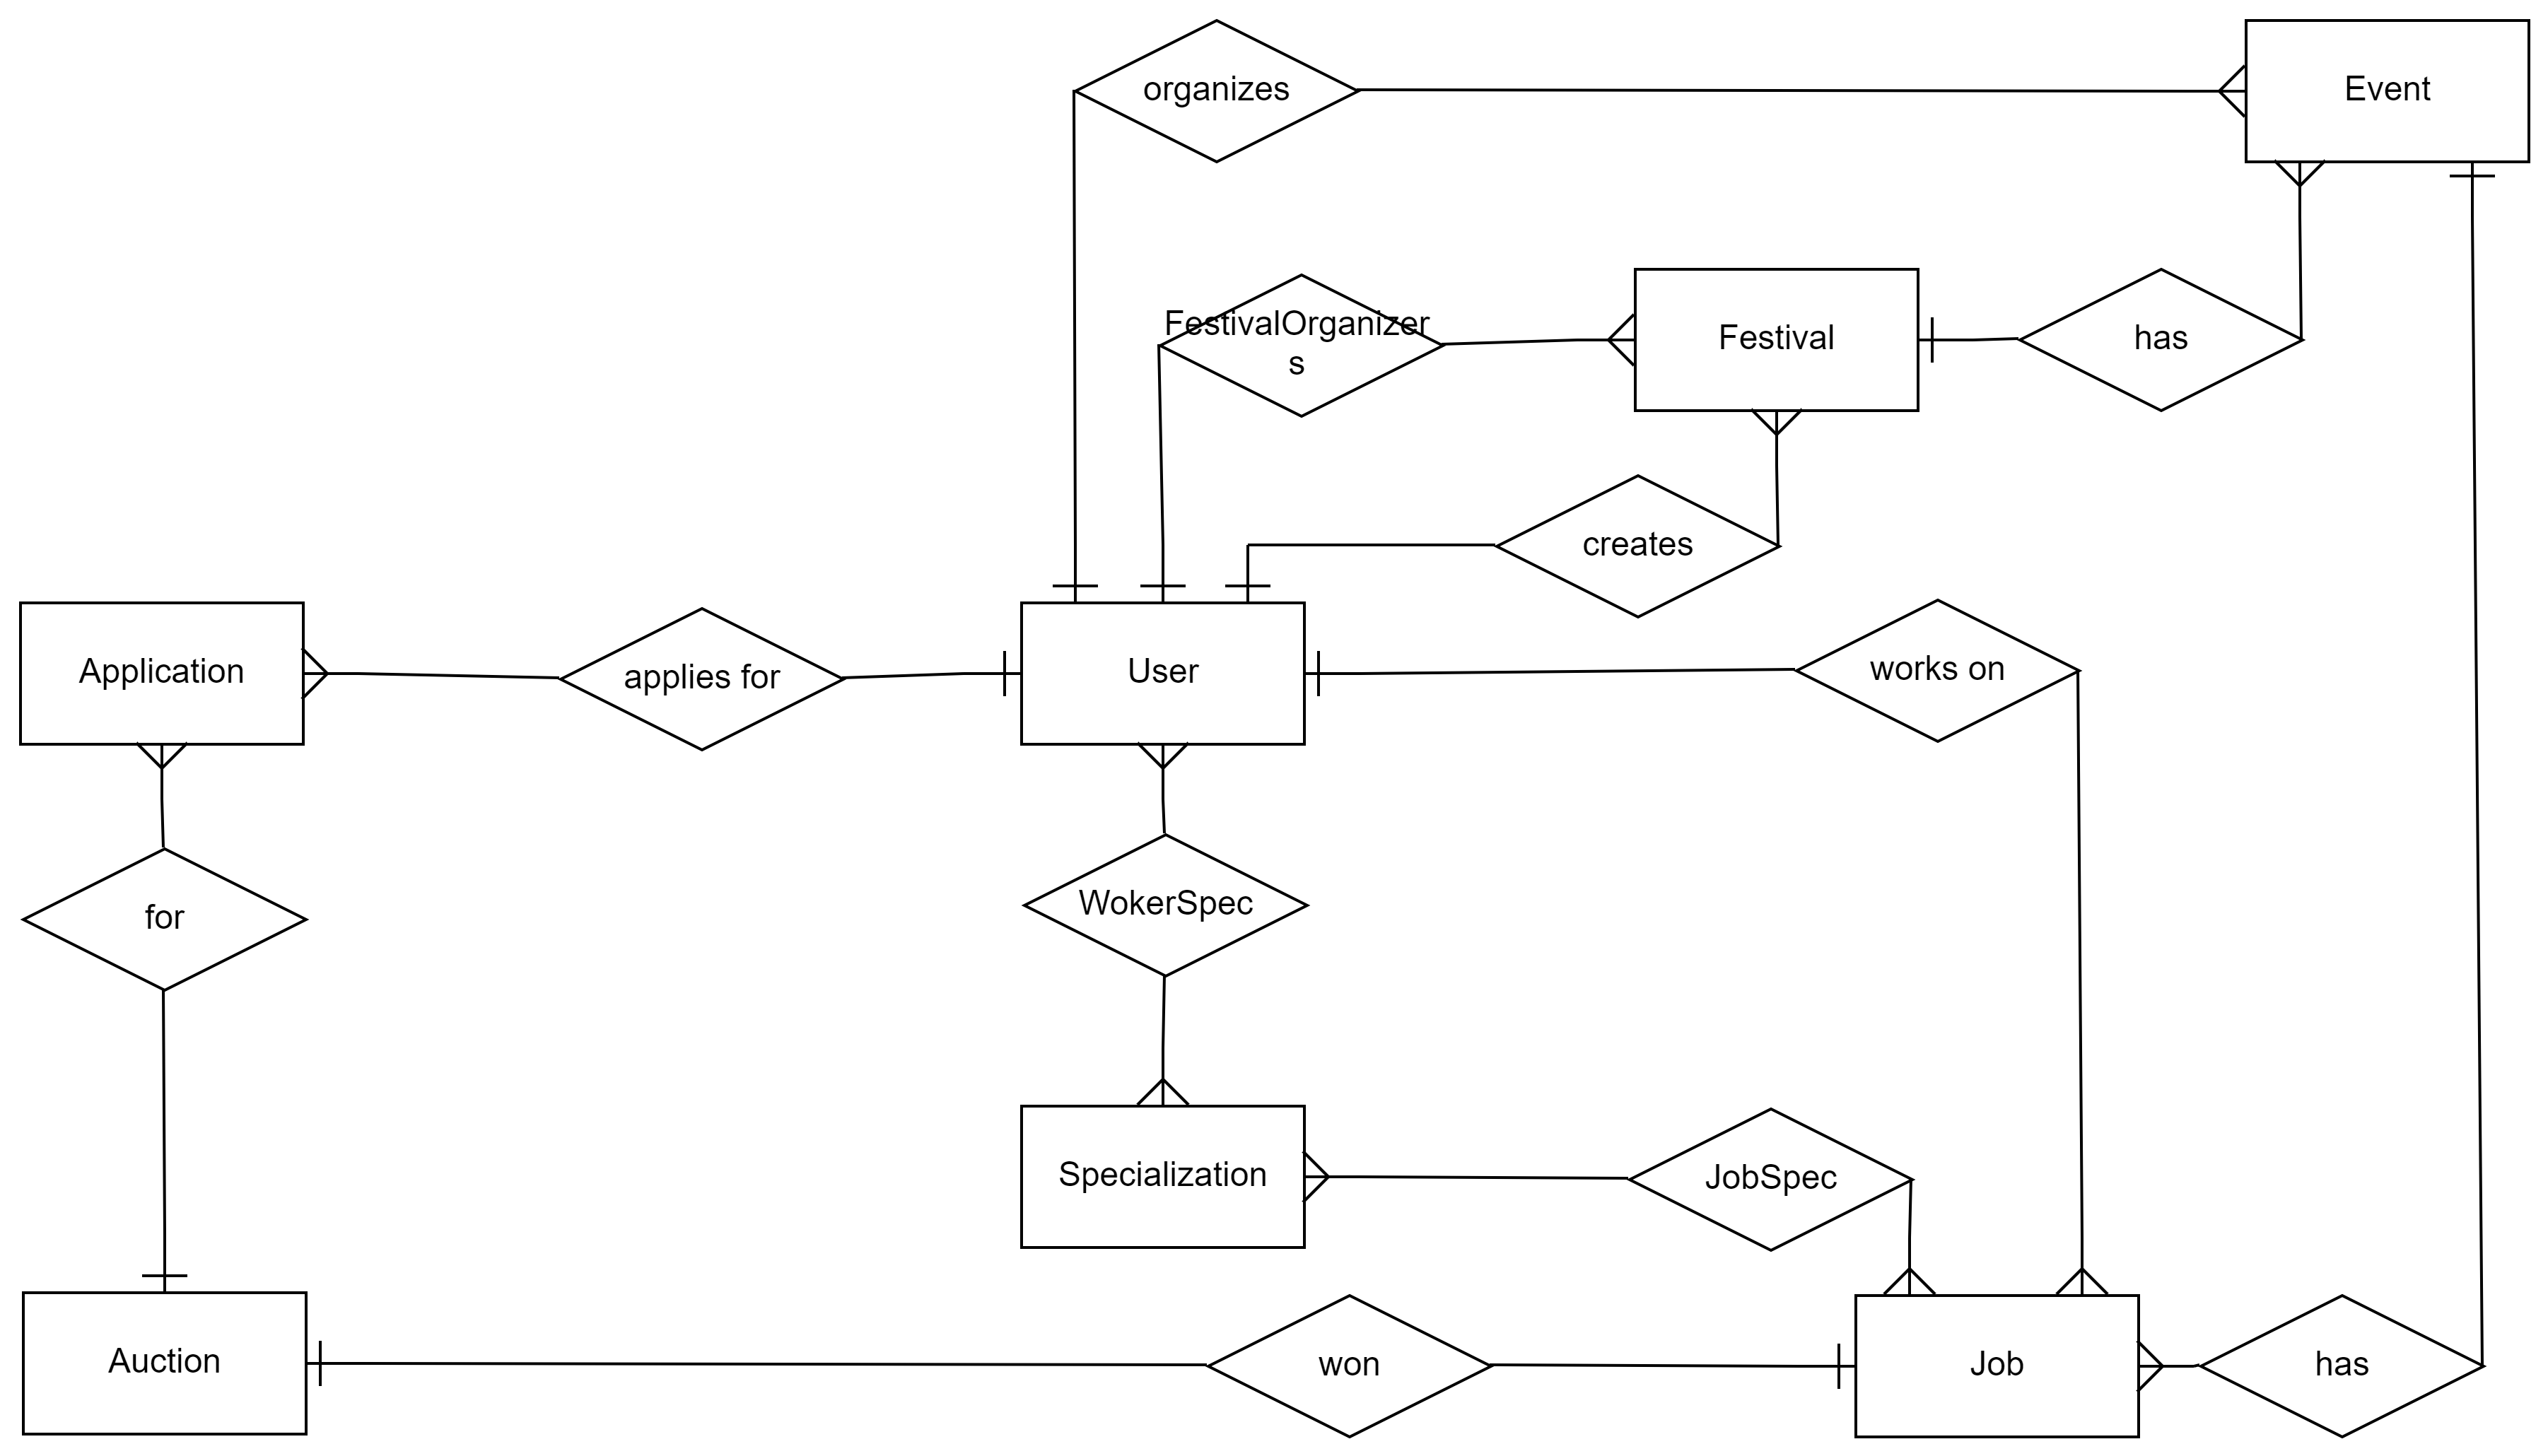 organizes
Event
FestivalOrganizer
s
Festival
has
creates
Application
applies for
User
works on
for
WokerSpec
Specialization
JobSpec
Auction
won
Job
has